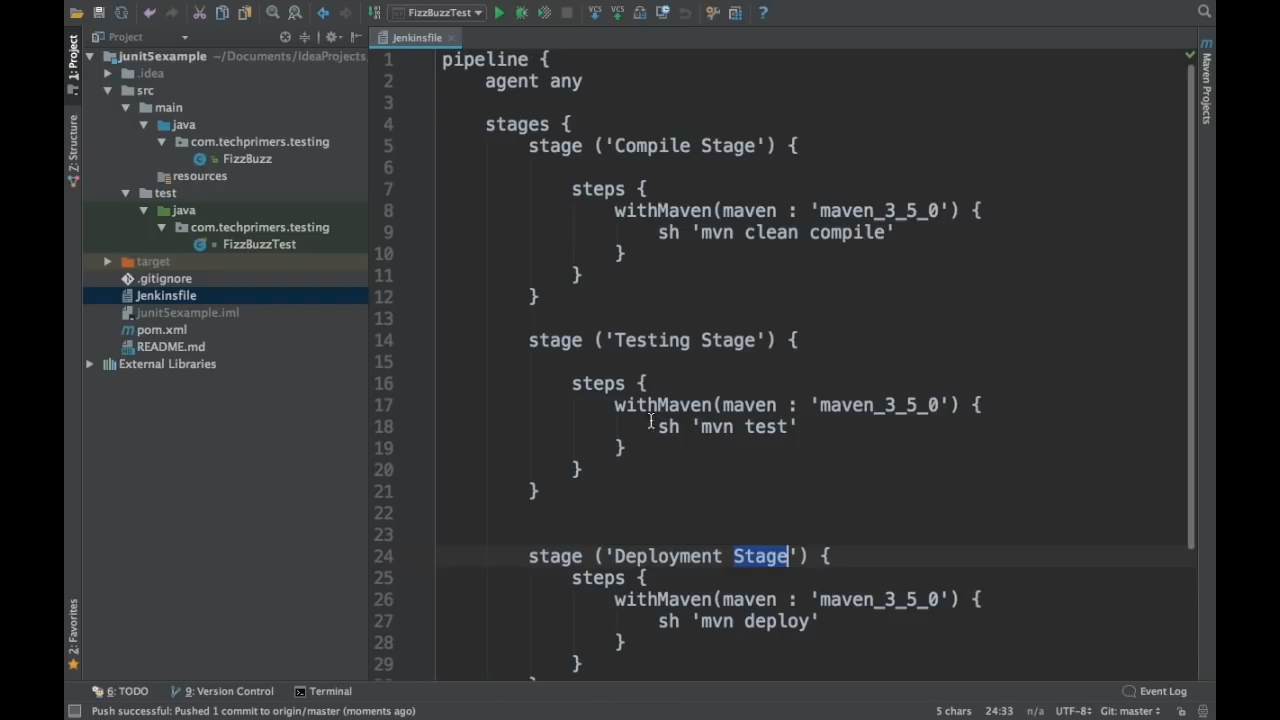 FizzBuzzTest
Project
Jenkinsfile
1: Project
Z: Structure
2: Favorites
junit5example ~/Documents/IdeaProjects
.idea
src
main
java
com.techprimers.testing
FizzBuzz
resources
test
java
com.techprimers.testing
FizzBuzzTest
target
.gitignore
Jenkinsfile
junit5example.iml
pom.xml
README.md
External Libraries
1 pipeline {
2 agent any
3
4 stages {
5 stage ('Compile Stage') {
6
7 steps {
8 withMaven(maven : 'maven_3_5_0') {
9 sh 'mvn clean compile'
10 }
11 }
12 }
13
14 stage ('Testing Stage') {
15
16 steps {
17 withMaven(maven : 'maven_3_5_0') {
18 sh 'mvn test'
19 }
20 }
21 }
22
23
24 stage ('Deployment Stage') {
25 steps {
26 withMaven(maven : 'maven_3_5_0') {
27 sh 'mvn deploy'
28 }
29 }
Maven Projects
6: TODO
9: Version Control
Terminal
Event Log
Push successful: Pushed 1 commit to origin/master (moments ago)
5 chars 24:33 n/a UTF-8 Git: master